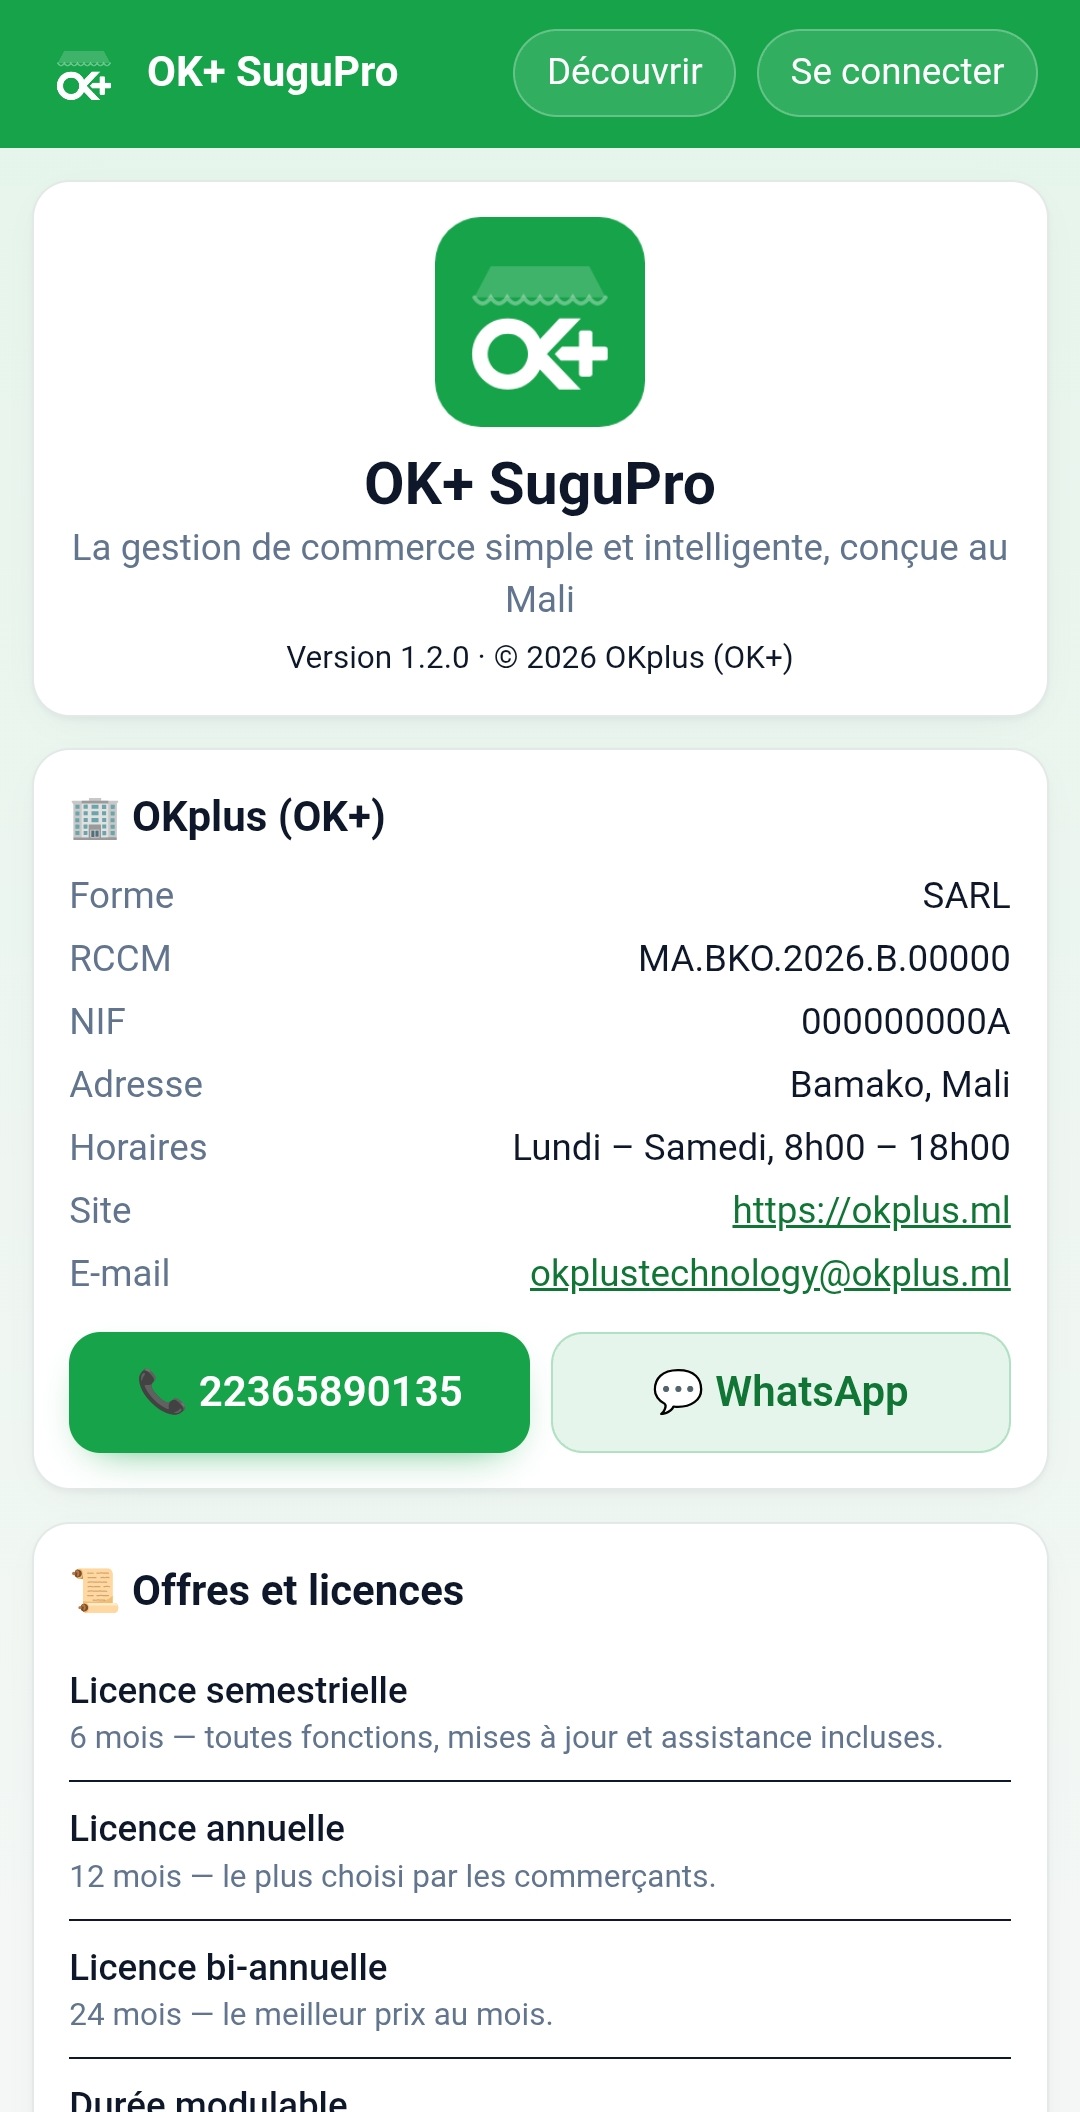 OK+
OK+ SuguPro
Découvrir
Se connecter
OK+
OK+ SuguPro
La gestion de commerce simple et intelligente, conçue au
Mali
Version 1.2.0 · © 2026 OKplus (OK+)
🏢 OKplus (OK+)
Forme SARL
RCCM MA.BKO.2026.B.00000
NIF 000000000A
Adresse Bamako, Mali
Horaires Lundi – Samedi, 8h00 – 18h00
Site https://okplus.ml
E-mail okplustechnology@okplus.ml
📞 22365890135
💬 WhatsApp
📜 Offres et licences
Licence semestrielle
6 mois — toutes fonctions, mises à jour et assistance incluses.
Licence annuelle
12 mois — le plus choisi par les commerçants.
Licence bi-annuelle
24 mois — le meilleur prix au mois.
Durée modulable